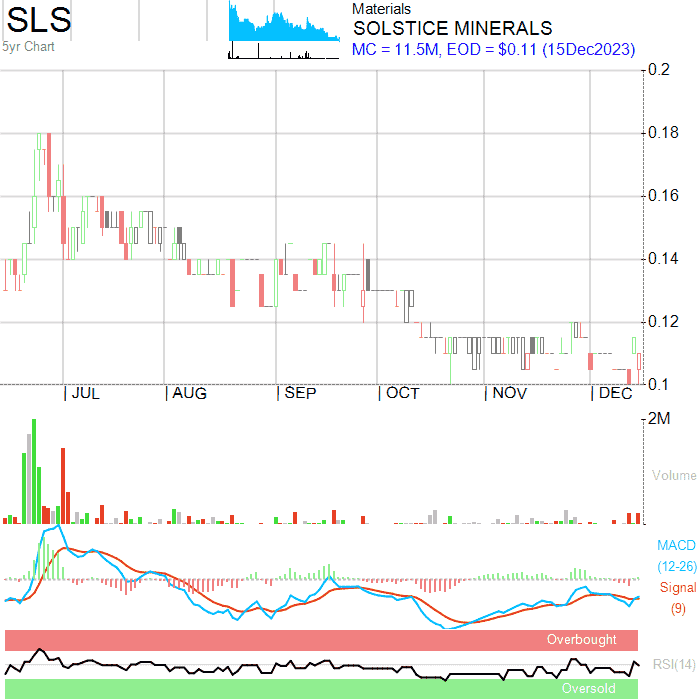 SLS
5yr Chart
Materials
SOLSTICE MINERALS
MC = 11.5M, EOD = $0.11 (15Dec2023)
0.2
0.18
0.16
0.14
0.12
0.1
| JUL | AUG | SEP | OCT | NOV | DEC
2M
Volume
MACD
(12-26)
Signal
(9)
Overbought
RSI(14)
Oversold